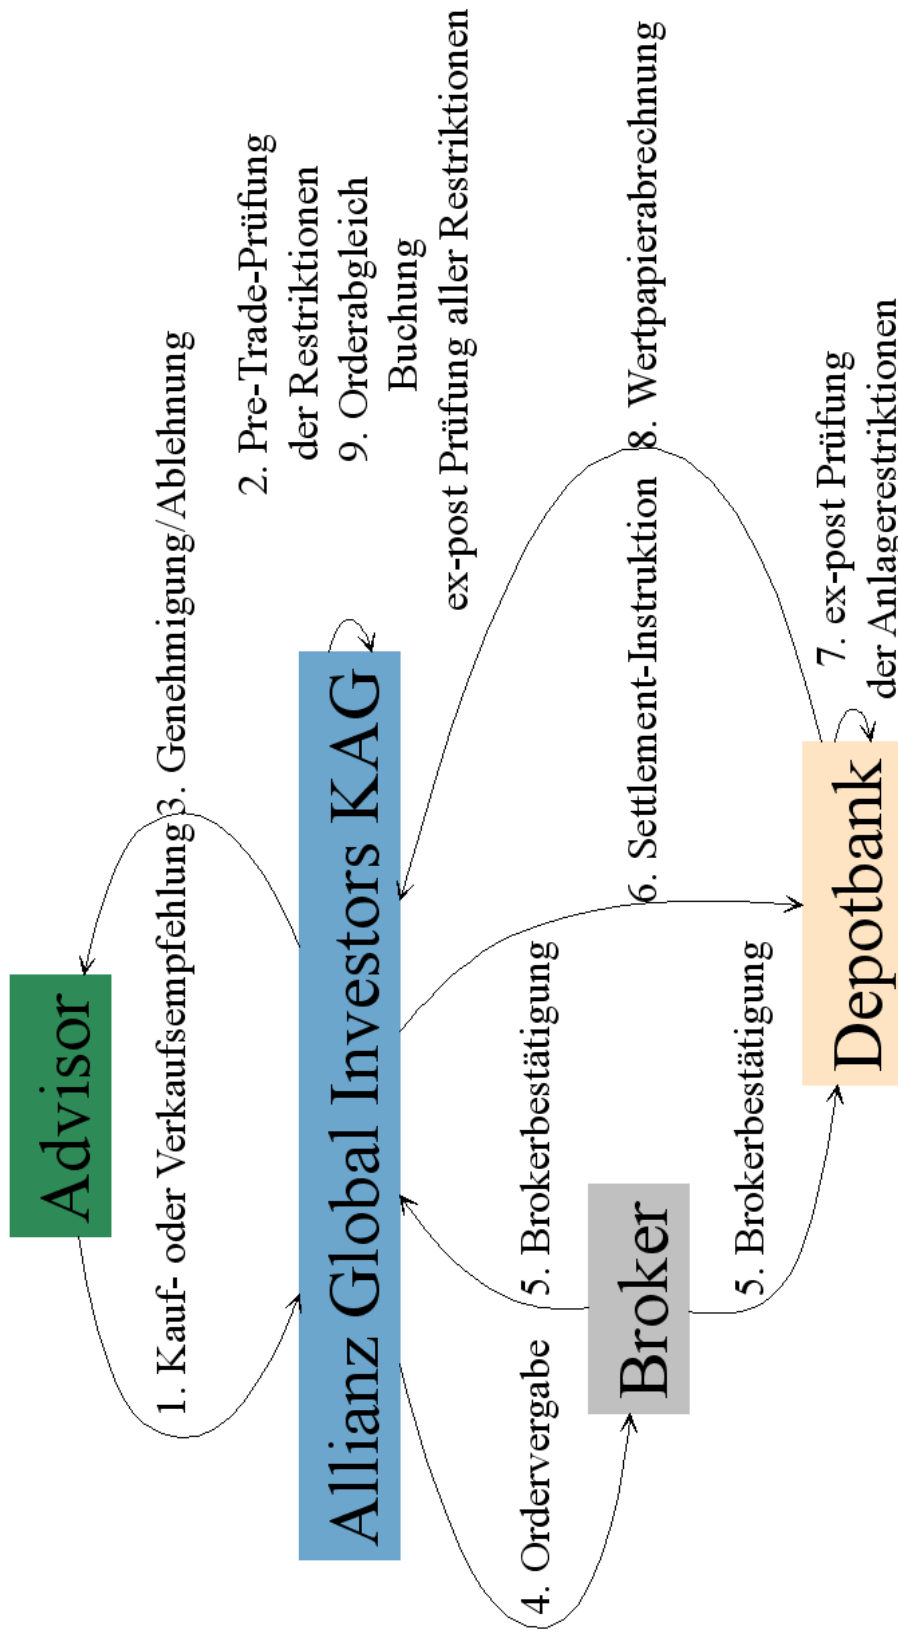 Advisor
1. Kauf- oder Verkaufsempfehlung
3. Genehmigung/Ablehnung
2. Pre-Trade-Prüfung
der Restriktionen
9. Orderabgleich
Buchung
ex-post Prüfung aller Restriktionen
Allianz Global Investors KAG
4. Ordervergabe
5. Brokerbestätigung
6. Settlement-Instruktion
8. Wertpapierabrechnung
Broker
5. Brokerbestätigung
7. ex-post Prüfung
der Anlagerestriktionen
Depotbank